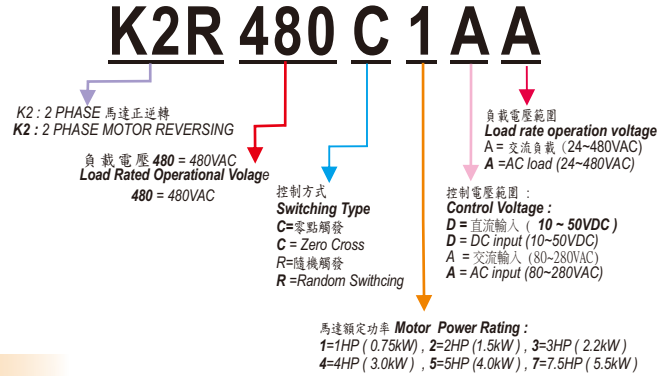 K2R 480 C 1 A A
K2 : 2 PHASE 馬達正逆轉
K2 : 2 PHASE MOTOR REVERSING
負載電壓 480 = 480VAC
Load Rated Operational Volage
480 = 480VAC
控制方式
Switching Type
C=零點觸發
C = Zero Cross
R=隨機觸發
R =Random Swithcing
負載電壓範圍
Load rate operation voltage
A = 交流負載 (24~480VAC)
A =AC load (24~480VAC)
控制電壓範圍 :
Control Voltage :
D = 直流輸入 ( 10 ~ 50VDC )
D = DC input (10~50VDC)
A = 交流輸入 (80~280VAC)
A = AC input (80~280VAC)
馬達額定功率 Motor Power Rating :
1=1HP ( 0.75kW) , 2=2HP (1.5kW ) , 3=3HP ( 2.2kW )
4=4HP ( 3.0kW ) , 5=5HP (4.0kW ) , 7=7.5HP ( 5.5kW )